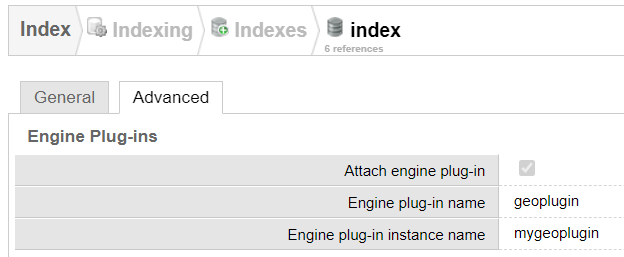 Index Indexing Indexes index
6 references
General Advanced
Engine Plug-ins
Attach engine plug-in
Engine plug-in name geoplugin
Engine plug-in instance name mygeoplugin